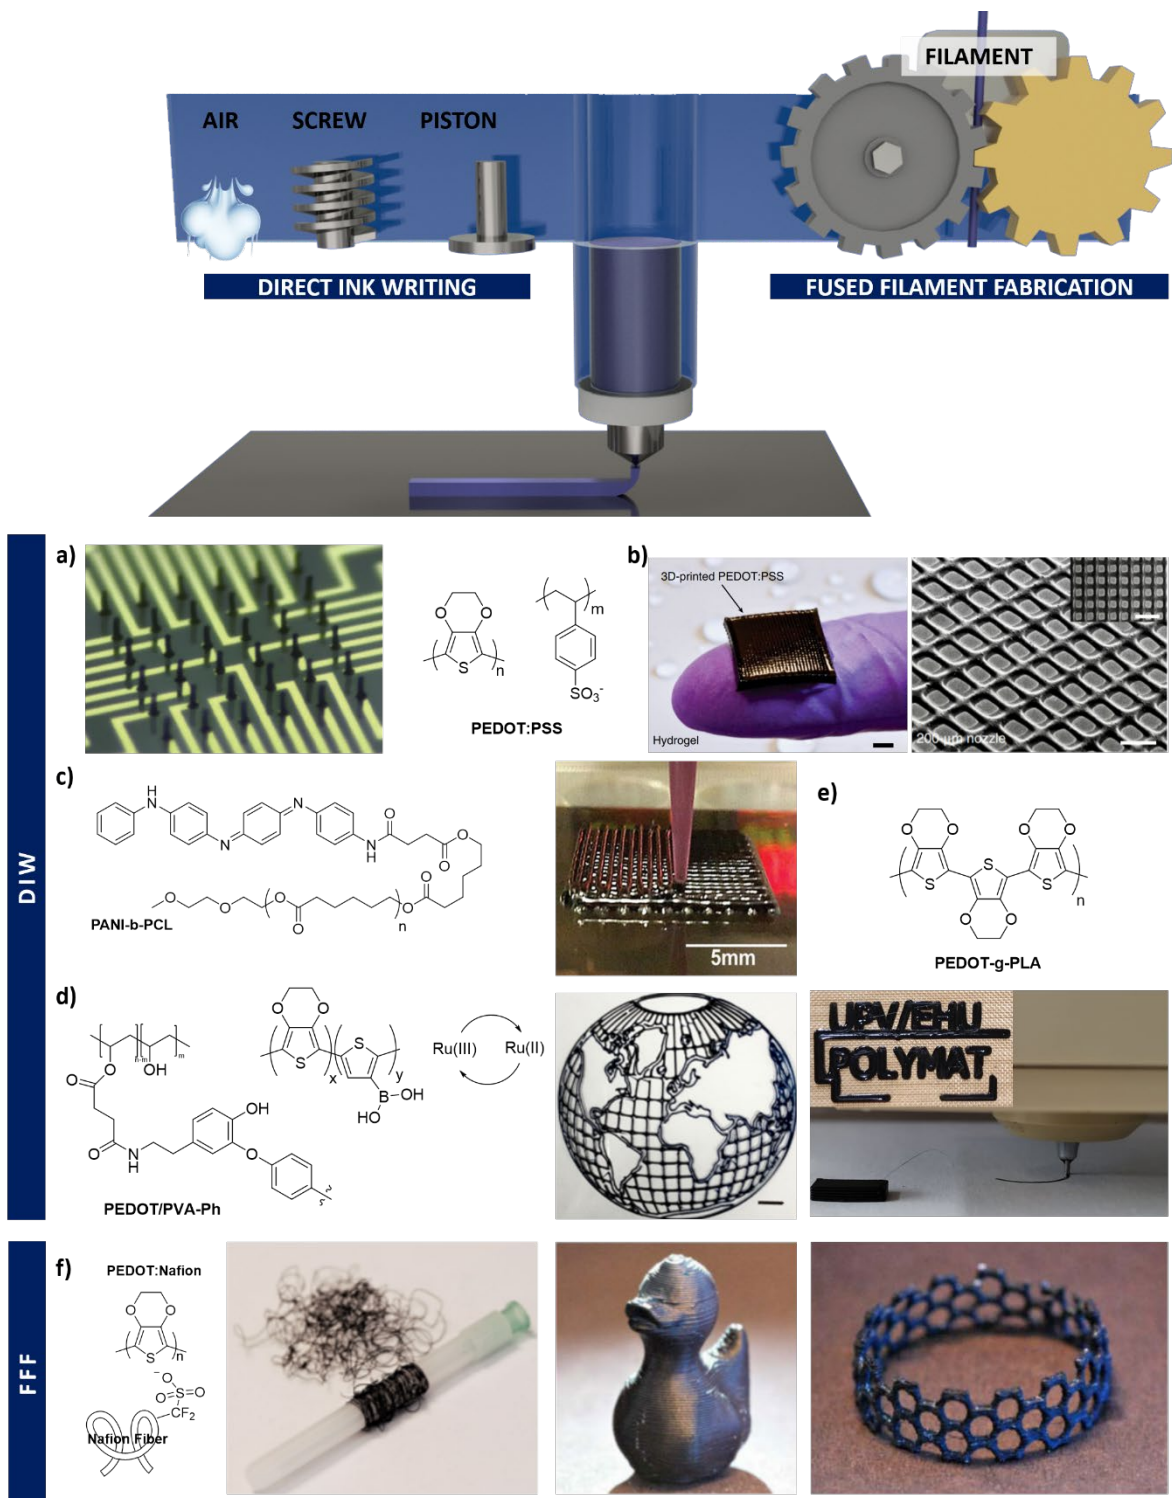 FILAMENT
AIR SCREW PISTON
DIRECT INK WRITING
FUSED FILAMENT FABRICATION
DIW
a)
O O
S
n
m
SO3-
PEDOT:PSS
b)
3D-printed PEDOT:PSS
Hydrogel
200-µm nozzle
c)
H
N
N
N
N
H
O
O
O
O
O
O
O
O
n
PANI-b-PCL
5mm
e)
O O
S
S
O O
O O
S
n
PEDOT-g-PLA
d)
l-m
m
OH
O
O
O
N
H
OH
O
PEDOT/PVA-Ph
O O
S
x
S
y
B OH
HO
Ru(III) Ru(II)
UPV/EHU
POLYMAT
FFF
f)
PEDOT:Nafion
O O
S
n
-O
O=S=O
CF2
Nafion Fiber